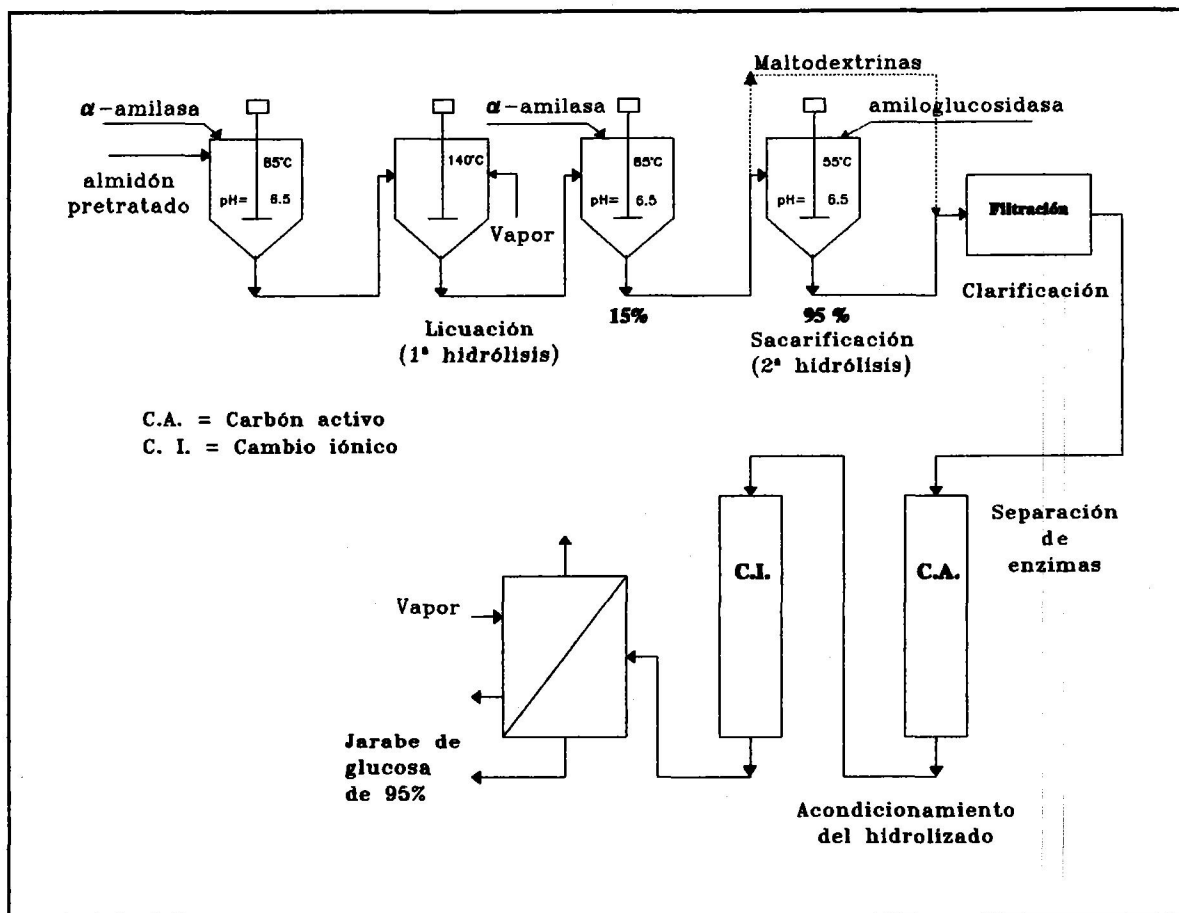 Maltodextrinas
α-amilasa
α-amilasa
amiloglucosidasa
85°C
140°C
85°C
55°C
almidón
pretratado
pH= 6.5
Vapor
pH= 6.5
pH= 6.5
Filtración
Clarificación
Licuación
(1ª hidrólisis)
15%
95 %
Sacarificación
(2ª hidrólisis)
C.A. = Carbón activo
C. I. = Cambio iónico
Separación
de
enzimas
C.I.
C.A.
Vapor
Jarabe de
glucosa
de 95%
Acondicionamiento
del hidrolizado